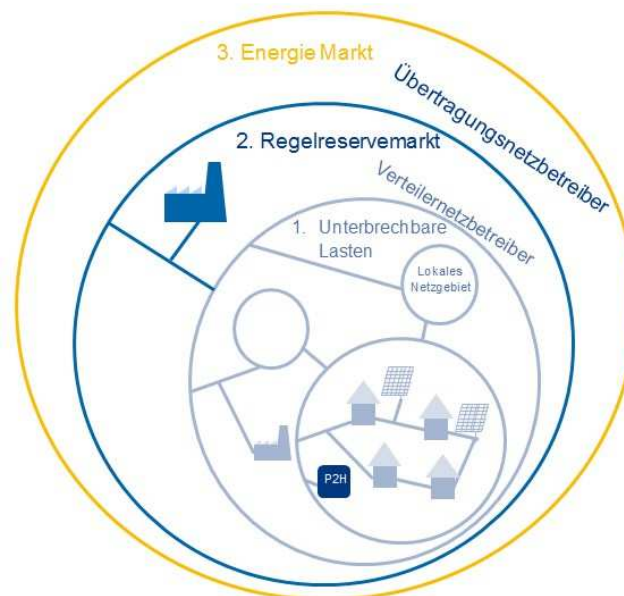 3. Energie Markt
Übertragungsnetzbetreiber
2. Regelreservemarkt
Verteilernetzbetreiber
1. Unterbrechbare
Lasten
Lokales
Netzgebiet
P2H